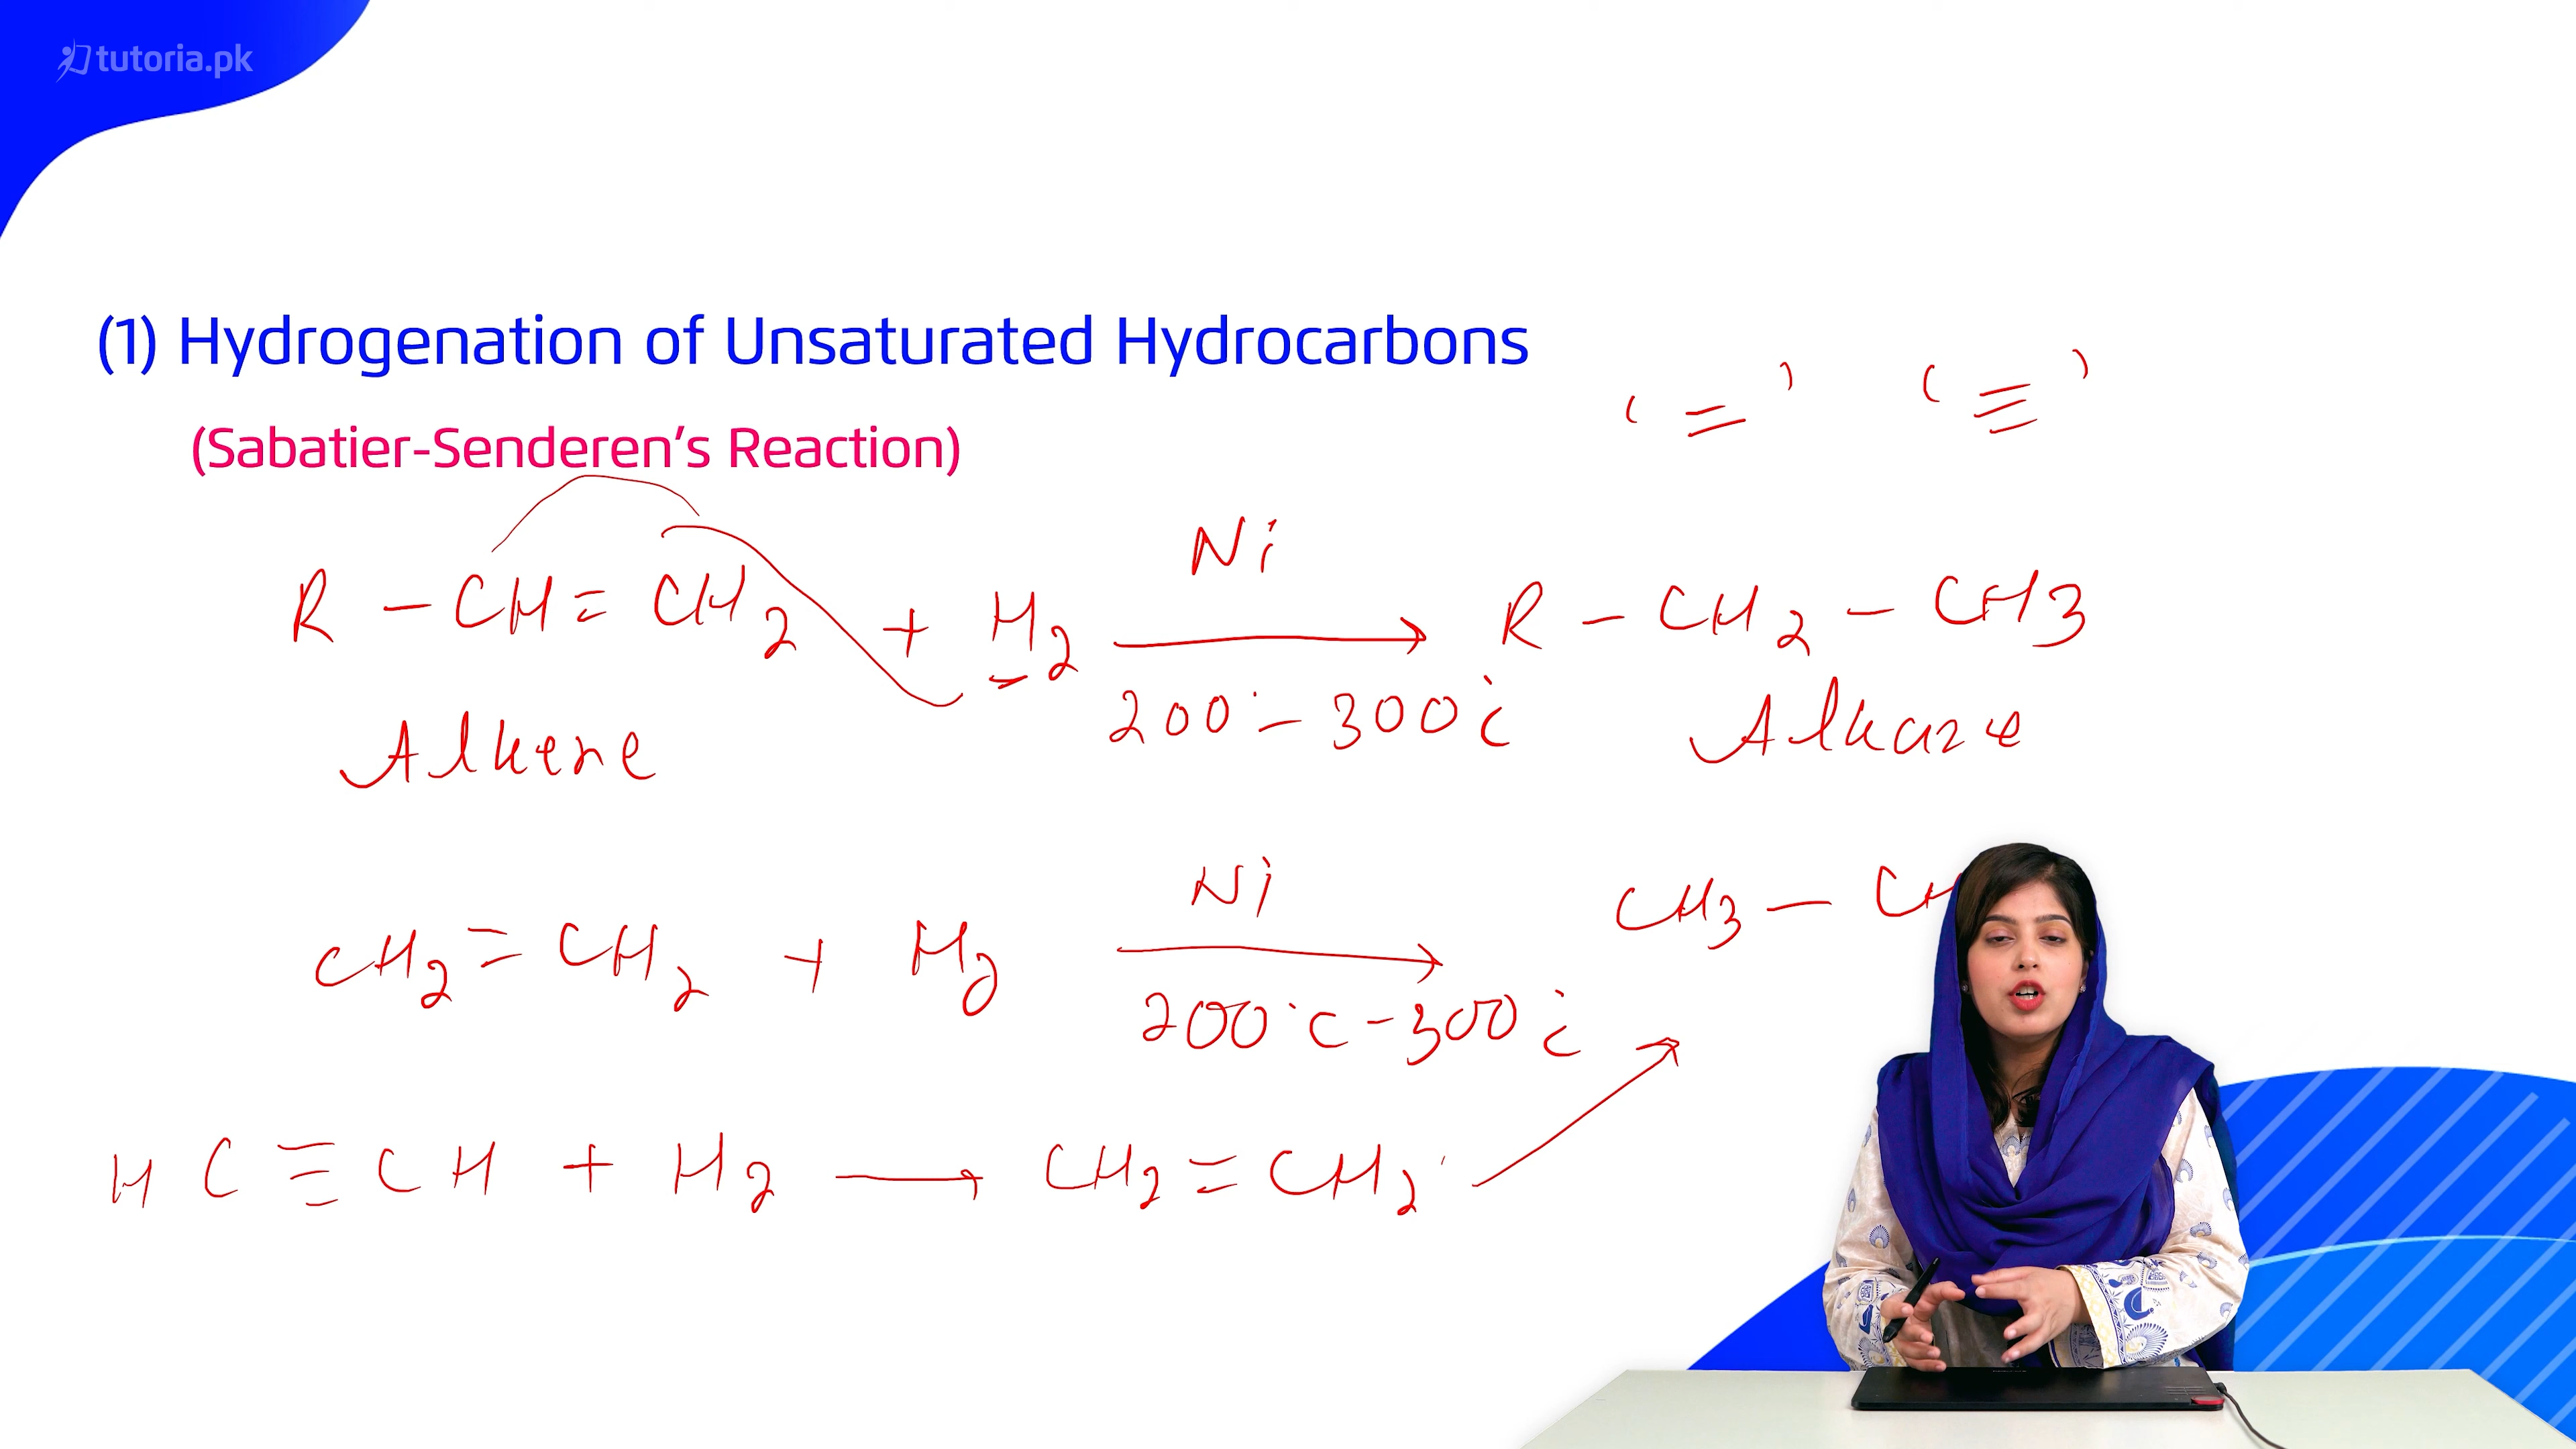 tutoria.pk
(1) Hydrogenation of Unsaturated Hydrocarbons
(Sabatier-Senderen's Reaction)
( = ) ( ≡ )
R - CH = CH2 + H2 Ni → R - CH2 - CH3
200° - 300°C
Alkene Alkane
CH2 = CH2 + H2 Ni → CH3 - CH
200°C - 300°C
HC ≡ CH + H2 → CH2 = CH2 →